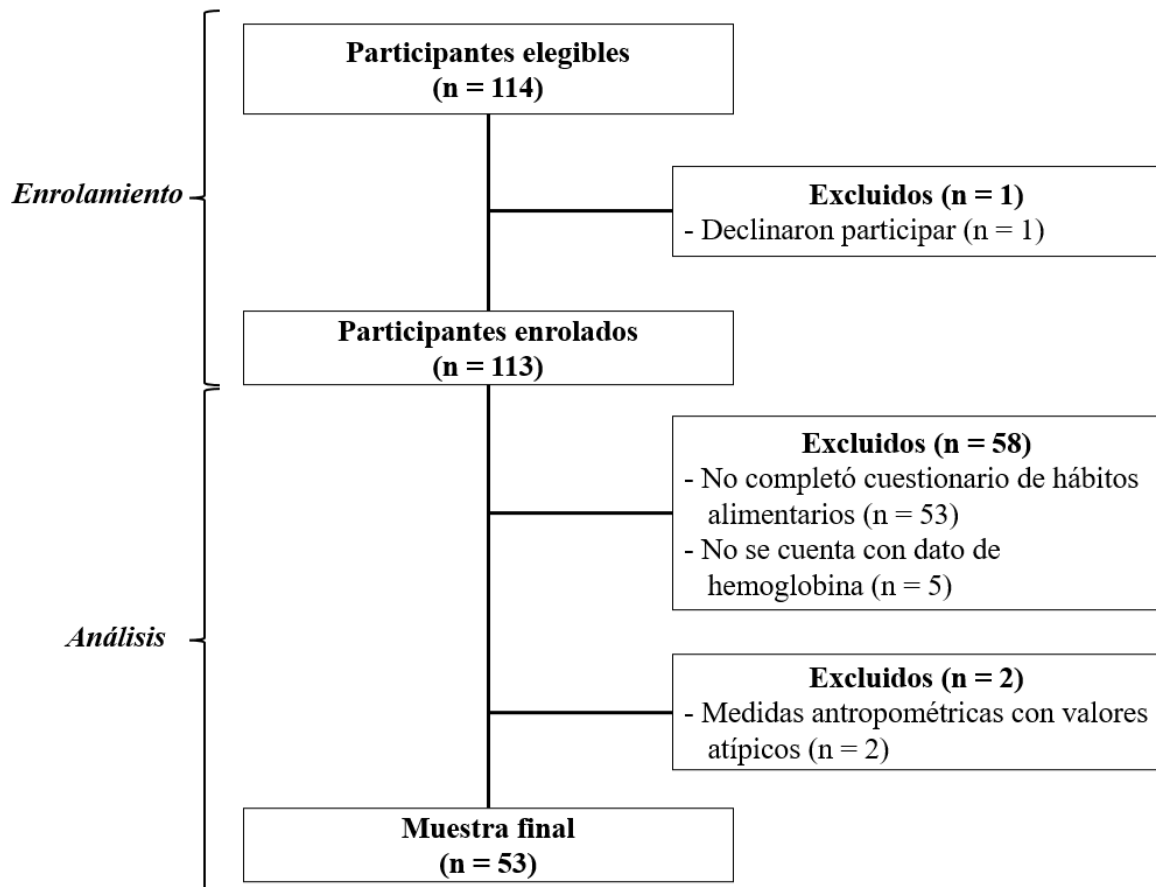 Participantes elegibles
(n = 114)
Enrolamiento
Excluidos (n = 1)
- Declinaron participar (n = 1)
Participantes enrolados
(n = 113)
Excluidos (n = 58)
- No completó cuestionario de hábitos
alimentarios (n = 53)
- No se cuenta con dato de
hemoglobina (n = 5)
Análisis
Excluidos (n = 2)
- Medidas antropométricas con valores
atípicos (n = 2)
Muestra final
(n = 53)